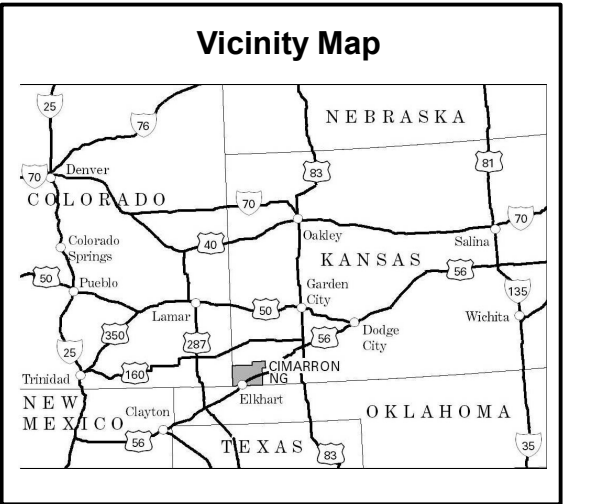 Vicinity Map
25
76
NEBRASKA
83
81
70
Denver
COLORADO
70
70
Oakley
40
Salina
Colorado
Springs
KANSAS
56
50
Pueblo
Garden
City
135
Lamar
50
Wichita
350
287
56
Dodge
City
25
160
CIMARRON
NG
Trinidad
Elkhart
NEW
MEXICO
Clayton
OKLAHOMA
56
TEXAS
83
35